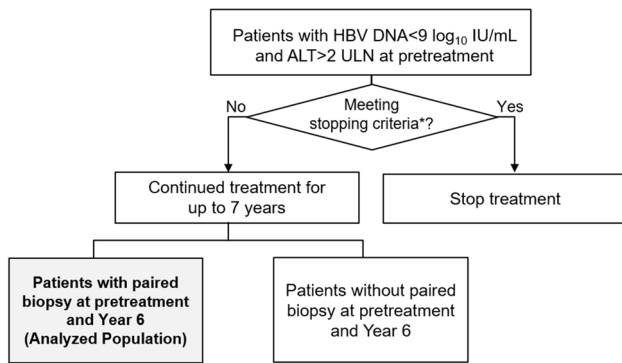 Patients with HBV DNA<9 log₁₀ IU/mL
and ALT>2 ULN at pretreatment
Meeting
stopping criteria*?
No
Yes
Continued treatment for
up to 7 years
Stop treatment
Patients with paired
biopsy at pretreatment
and Year 6
(Analyzed Population)
Patients without paired
biopsy at pretreatment
and Year 6